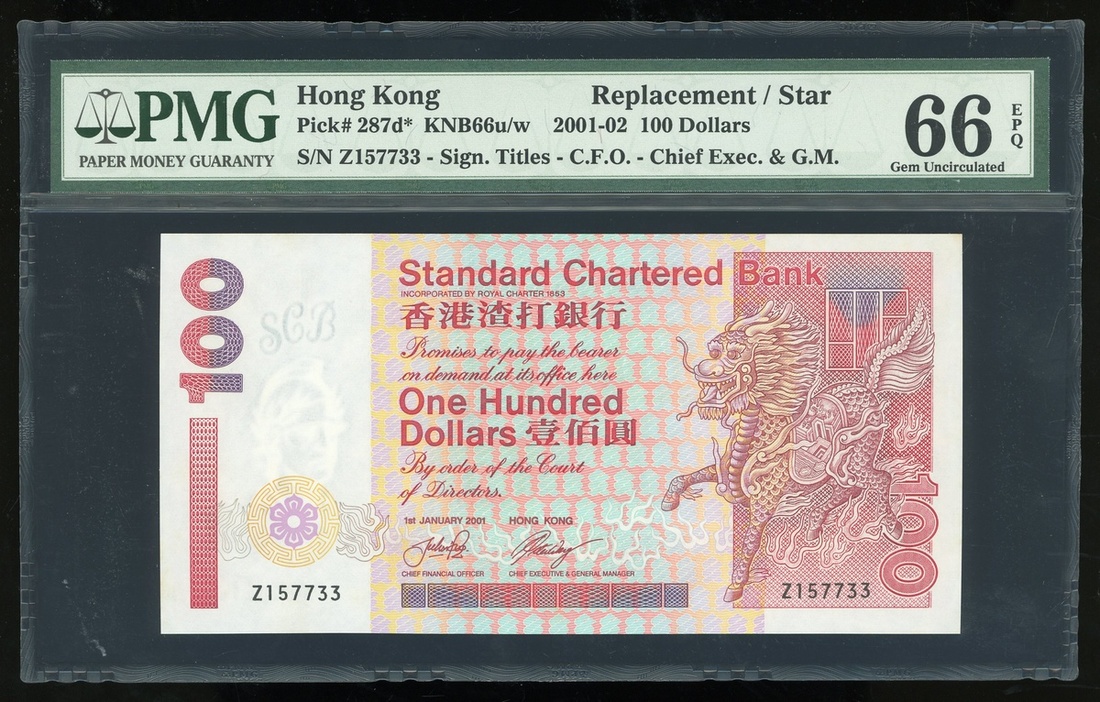 PMG
PAPER MONEY GUARANTY
Hong Kong Replacement / Star
Pick# 287d* KNB66u/w 2001-02 100 Dollars
S/N Z157733 - Sign. Titles - C.F.O. - Chief Exec. & G.M.
66 EPQ
Gem Uncirculated
100
SCB
Standard Chartered Bank
INCORPORATED BY ROYAL CHARTER 1853
香港渣打銀行
Promises to pay the bearer
on demand at its office here
One Hundred
Dollars 壹佰圓
By order of the Court
of Directors.
1st JANUARY 2001 HONG KONG
CHIEF FINANCIAL OFFICER CHIEF EXECUTIVE & GENERAL MANAGER
Z157733
Z157733
100